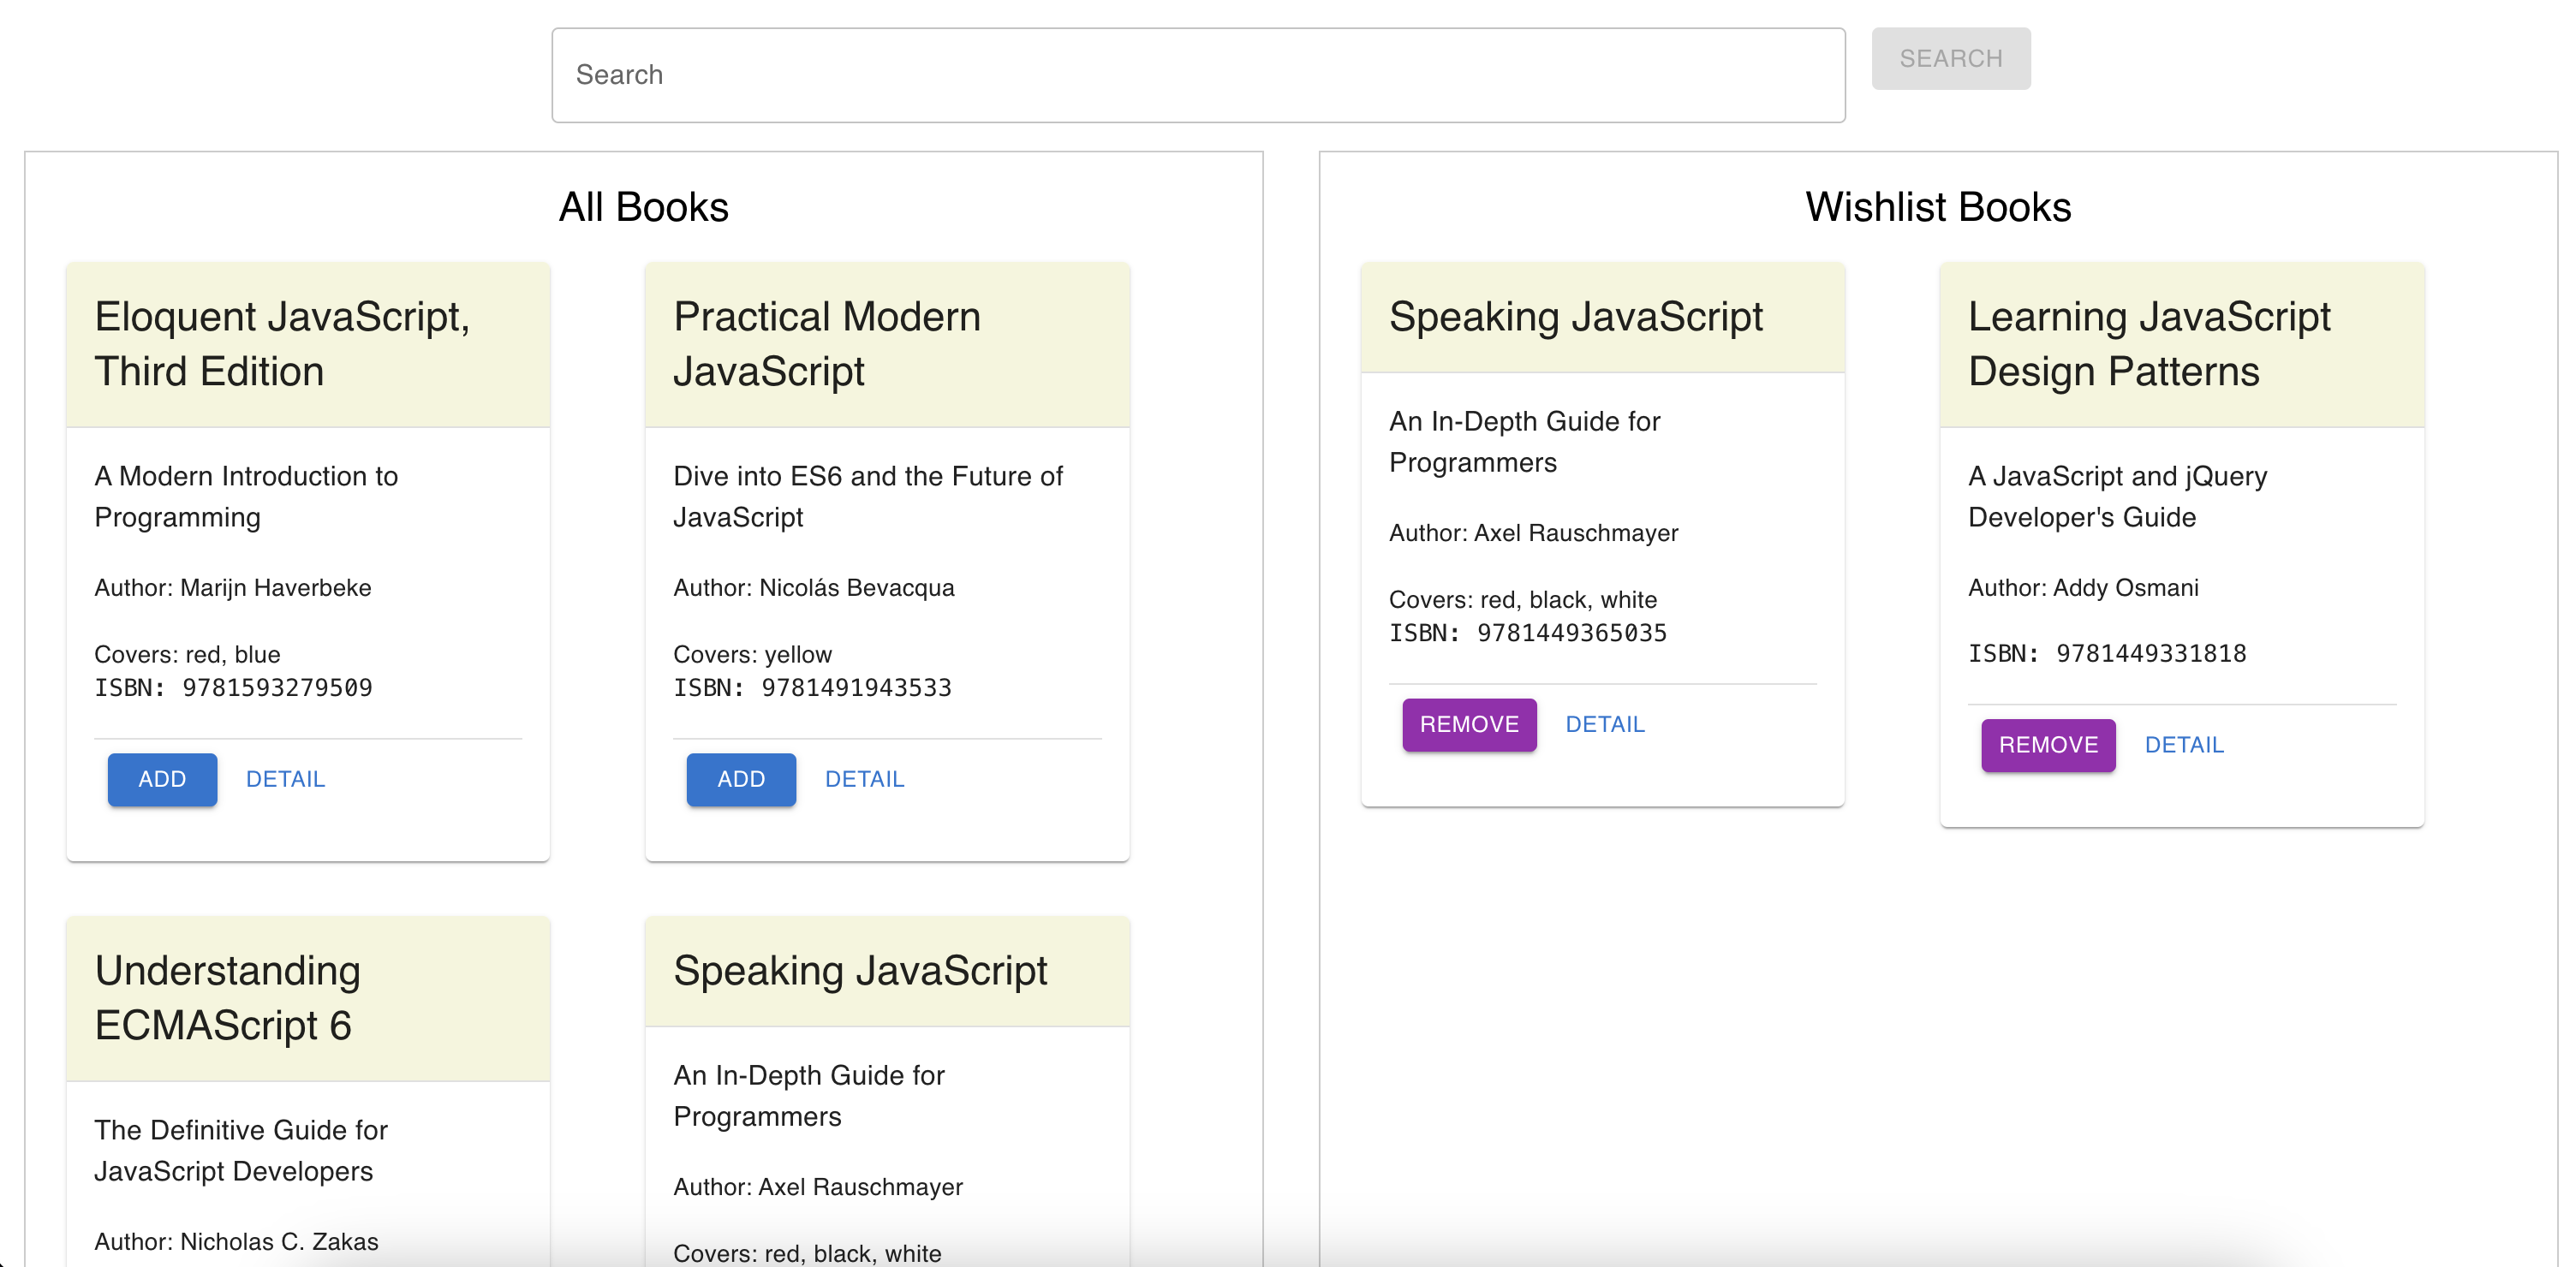 Search
SEARCH
All Books
Eloquent JavaScript,
Third Edition
A Modern Introduction to
Programming
Author: Marijn Haverbeke
Covers: red, blue
ISBN: 9781593279509
ADD DETAIL
Practical Modern
JavaScript
Dive into ES6 and the Future of
JavaScript
Author: Nicolás Bevacqua
Covers: yellow
ISBN: 9781491943533
ADD DETAIL
Understanding
ECMAScript 6
The Definitive Guide for
JavaScript Developers
Author: Nicholas C. Zakas
Speaking JavaScript
An In-Depth Guide for
Programmers
Author: Axel Rauschmayer
Covers: red, black, white
Wishlist Books
Speaking JavaScript
An In-Depth Guide for
Programmers
Author: Axel Rauschmayer
Covers: red, black, white
ISBN: 9781449365035
REMOVE DETAIL
Learning JavaScript
Design Patterns
A JavaScript and jQuery
Developer's Guide
Author: Addy Osmani
ISBN: 9781449331818
REMOVE DETAIL